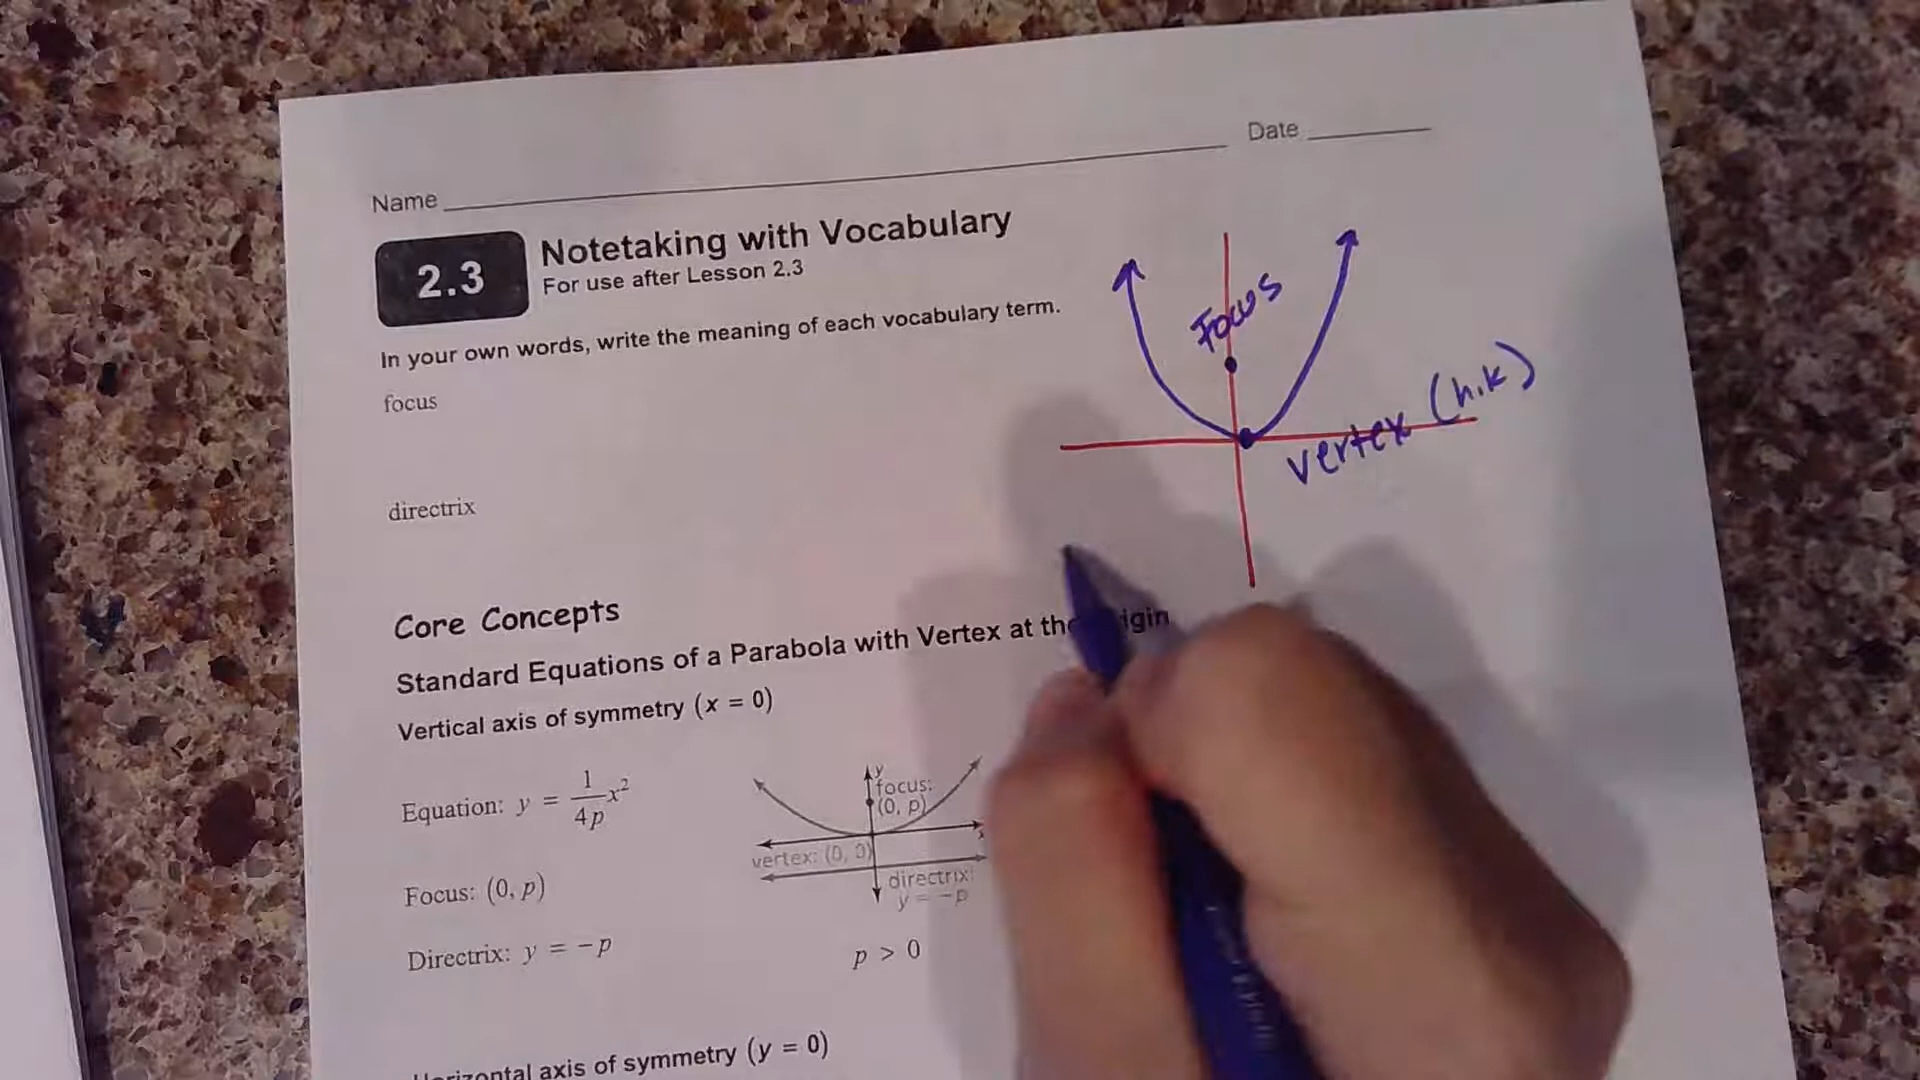 Name
Date
2.3
Notetaking with Vocabulary
For use after Lesson 2.3
In your own words, write the meaning of each vocabulary term.
focus
directrix
Focus
vertex (h.k)
Core Concepts
Standard Equations of a Parabola with Vertex at
Vertical axis of symmetry (x = 0)
Equation: y = 1/4p x²
y
focus:
(0, p)
vertex: (0, 0)
directrix:
y = -p
Focus: (0, p)
Directrix: y = -p
p > 0
axis of symmetry (y = 0)